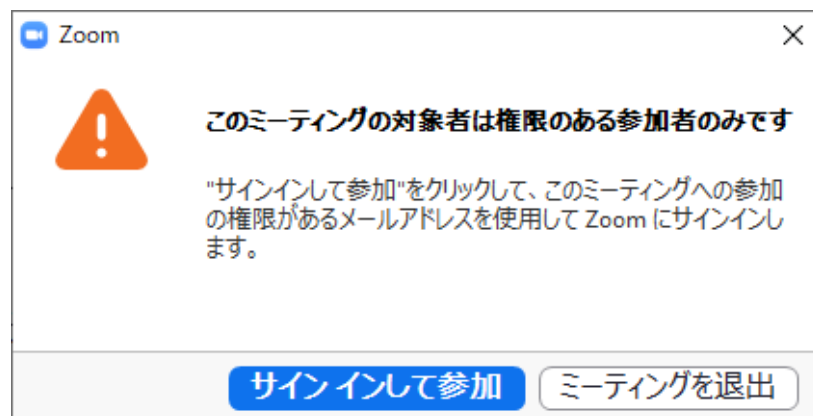 Zoom
このミーティングの対象者は権限のある参加者のみです
"サインインして参加"をクリックして、このミーティングへの参加
の権限があるメールアドレスを使用して Zoom にサインインし
ます。
サイン インして参加
ミーティングを退出